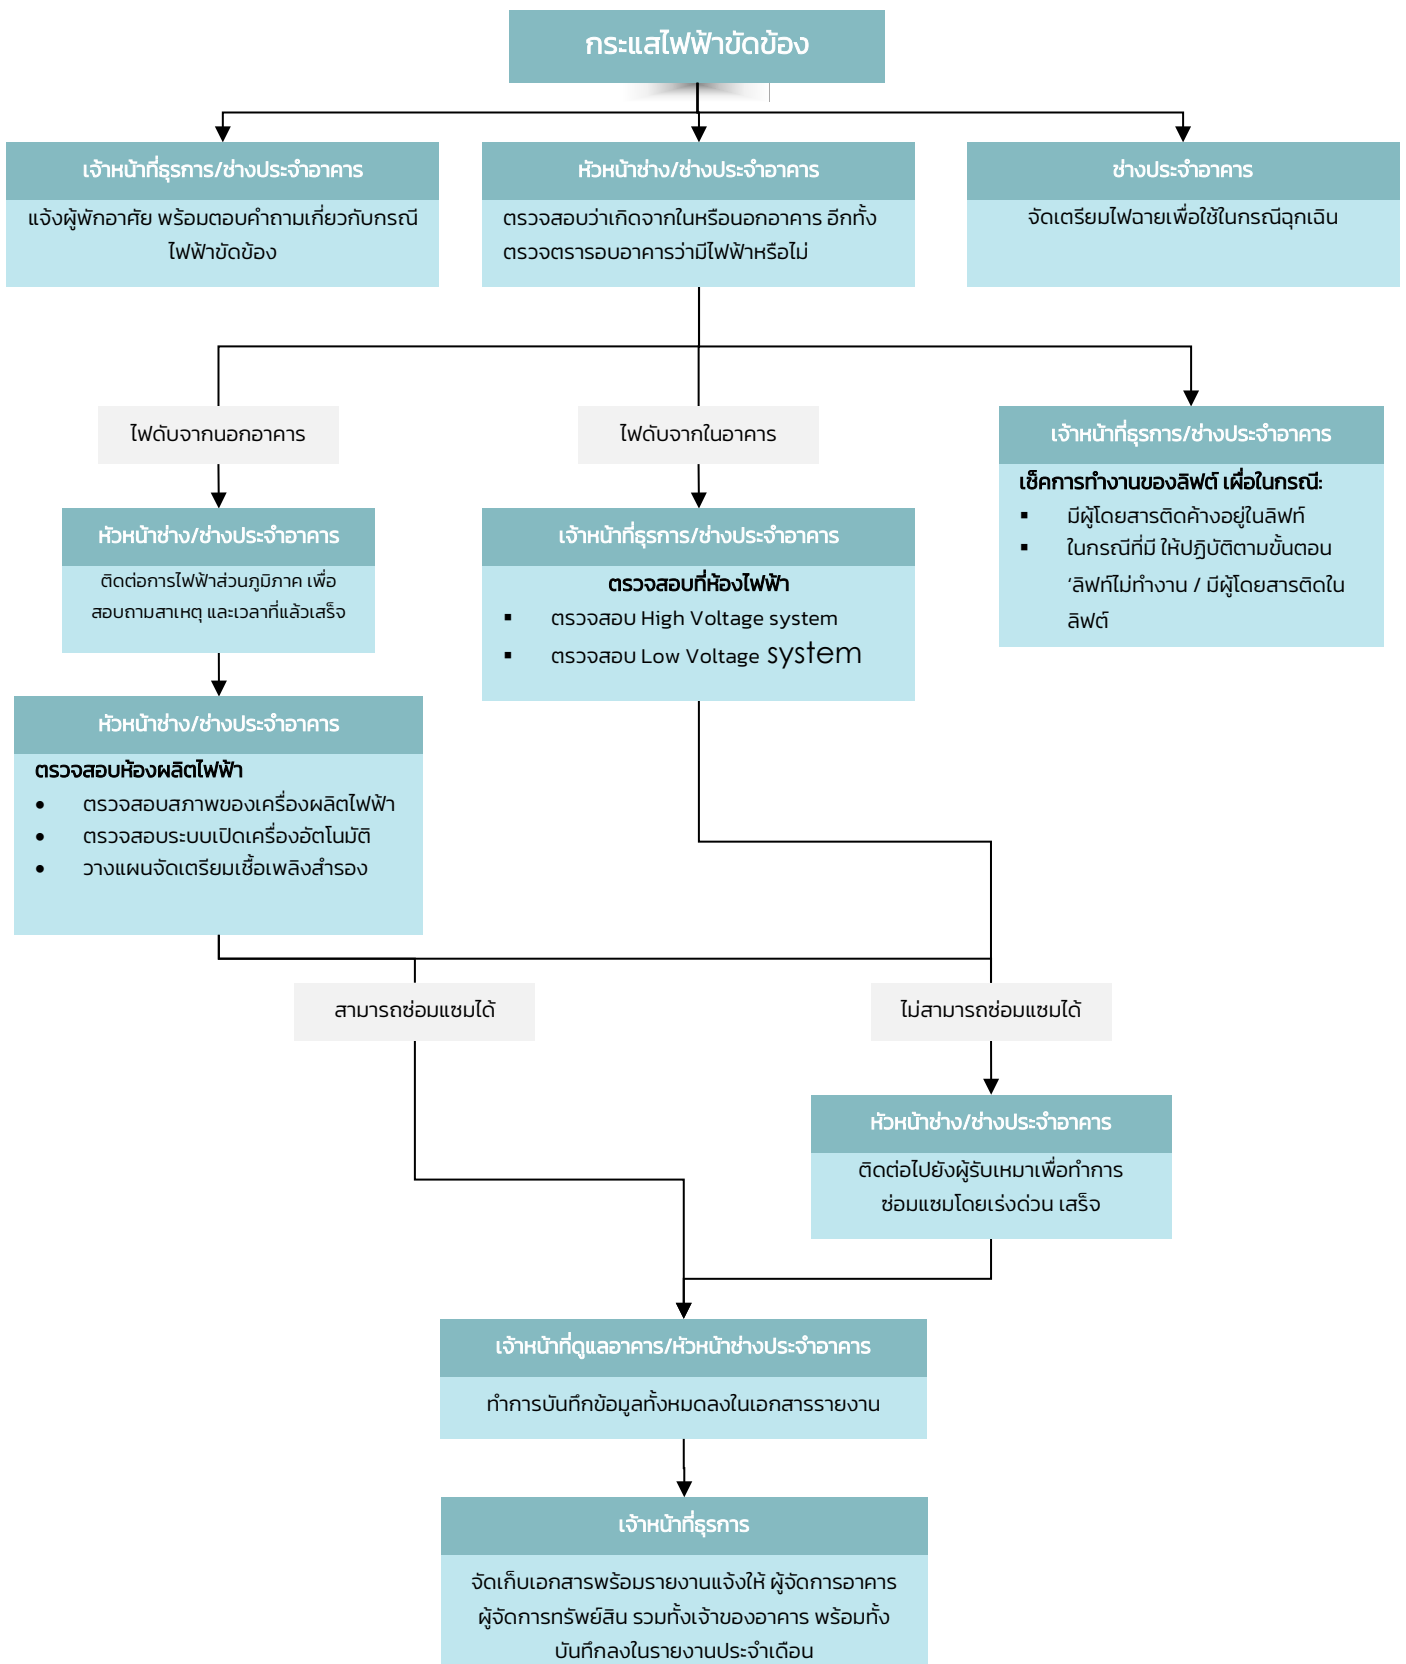 กระแสไฟฟ้าขัดข้อง
เจ้าหน้าที่ธุรการ/ช่างประจำอาคาร
แจ้งผู้พักอาศัย พร้อมตอบคำถามเกี่ยวกับกรณี
ไฟฟ้าขัดข้อง
หัวหน้าช่าง/ช่างประจำอาคาร
ตรวจสอบว่าเกิดจากในหรือนอกอาคาร อีกทั้ง
ตรวจตรารอบอาคารว่ามีไฟฟ้าหรือไม่
ช่างประจำอาคาร
จัดเตรียมไฟฉายเพื่อใช้ในกรณีฉุกเฉิน
ไฟดับจากนอกอาคาร
ไฟดับจากในอาคาร
เจ้าหน้าที่ธุรการ/ช่างประจำอาคาร
เช็คการทำงานของลิฟต์ เผื่อในกรณี:
▪ มีผู้โดยสารติดค้างอยู่ในลิฟท์
▪ ในกรณีที่มี ให้ปฏิบัติตามขั้นตอน
‘ลิฟท์ไม่ทำงาน / มีผู้โดยสารติดใน
ลิฟต์
หัวหน้าช่าง/ช่างประจำอาคาร
ติดต่อการไฟฟ้าส่วนภูมิภาค เพื่อ
สอบถามสาเหตุ และเวลาที่แล้วเสร็จ
เจ้าหน้าที่ธุรการ/ช่างประจำอาคาร
ตรวจสอบที่ห้องไฟฟ้า
▪ ตรวจสอบ High Voltage system
▪ ตรวจสอบ Low Voltage system
หัวหน้าช่าง/ช่างประจำอาคาร
ตรวจสอบห้องผลิตไฟฟ้า
• ตรวจสอบสภาพของเครื่องผลิตไฟฟ้า
• ตรวจสอบระบบเปิดเครื่องอัตโนมัติ
• วางแผนจัดเตรียมเชื้อเพลิงสำรอง
สามารถซ่อมแซมได้
ไม่สามารถซ่อมแซมได้
หัวหน้าช่าง/ช่างประจำอาคาร
ติดต่อไปยังผู้รับเหมาเพื่อทำการ
ซ่อมแซมโดยเร่งด่วน เสร็จ
เจ้าหน้าที่ดูแลอาคาร/หัวหน้าช่างประจำอาคาร
ทำการบันทึกข้อมูลทั้งหมดลงในเอกสารรายงาน
เจ้าหน้าที่ธุรการ
จัดเก็บเอกสารพร้อมรายงานแจ้งให้ ผู้จัดการอาคาร
ผู้จัดการทรัพย์สิน รวมทั้งเจ้าของอาคาร พร้อมทั้ง
บันทึกลงในรายงานประจำเดือน